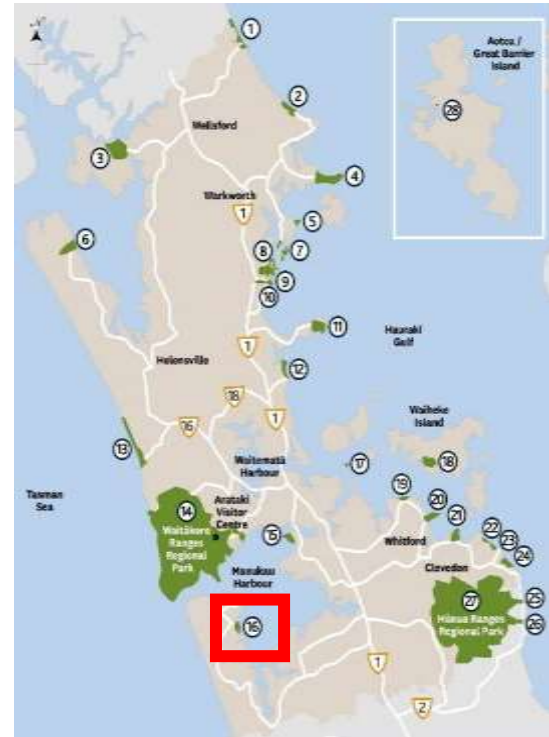 1
Aotea /
Great Barrier
Island
2
28
Wellsford
3
4
Warkworth
1
5
6
8
7
9
10
11
Haruaki
Gulf
1
Helensville
12
18
16
1
Waiheke
Island
13
Waitematā
Harbour
17
18
Tasman
Sea
14
Arataki
Visitor
Centre
19
20
21
15
Whitford
22
23
Waitākere
Ranges
Regional
Park
24
Clevedon
Manukau
Harbour
27
25
16
Hūnua Ranges
Regional Park
26
1
2